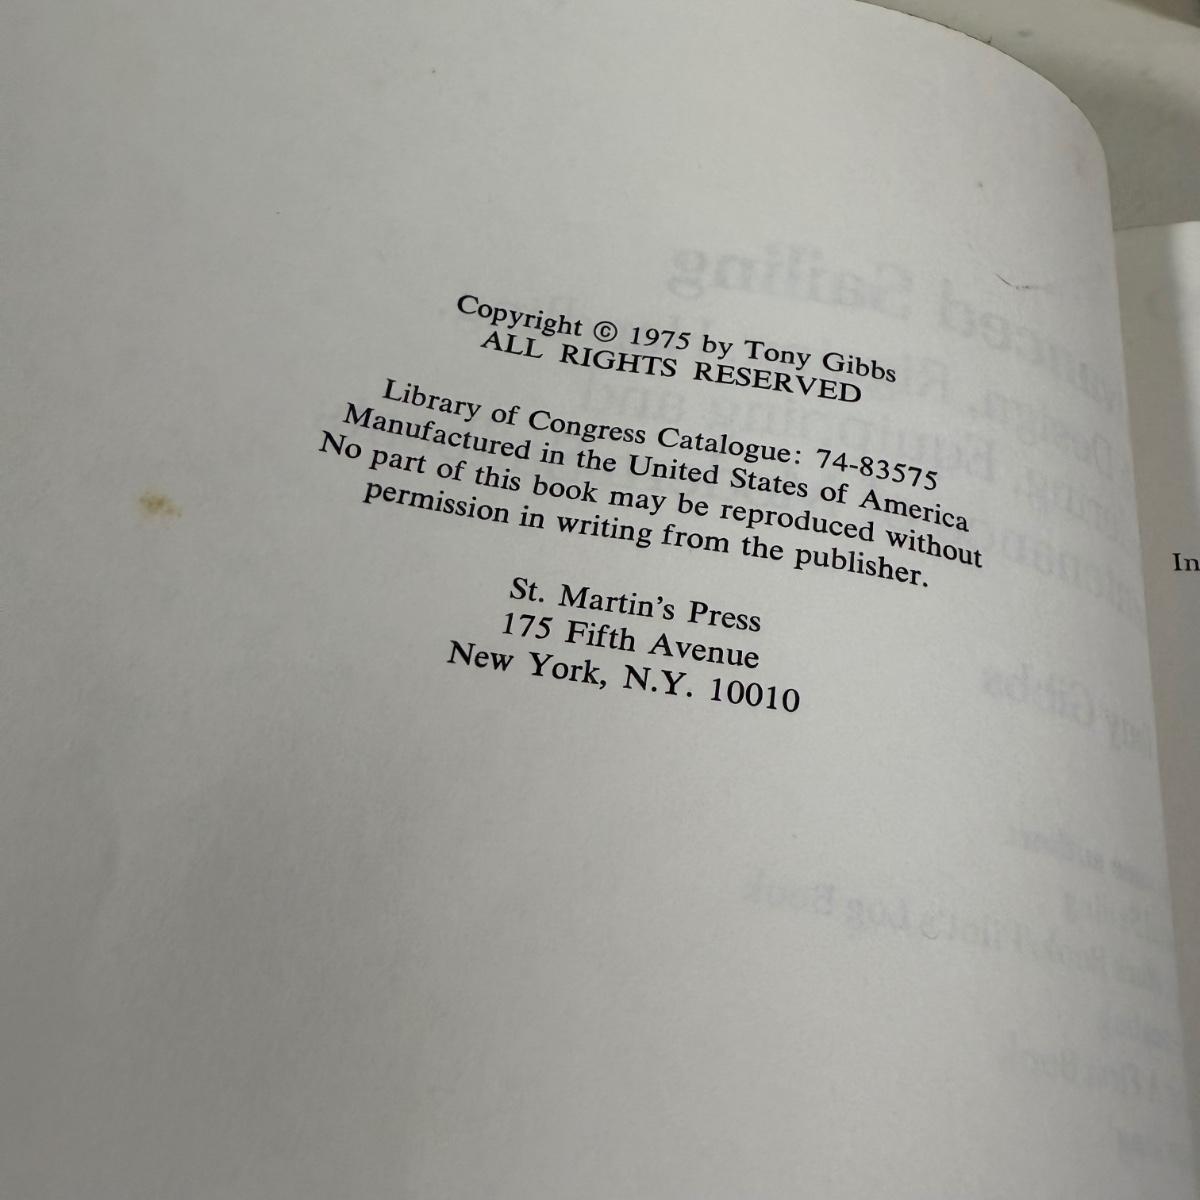 Copyright © 1975 by Tony Gibbs
ALL RIGHTS RESERVED
Library of Congress Catalogue: 74-83575
Manufactured in the United States of America
No part of this book may be reproduced without
permission in writing from the publisher.
St. Martin's Press
175 Fifth Avenue
New York, N.Y. 10010
In